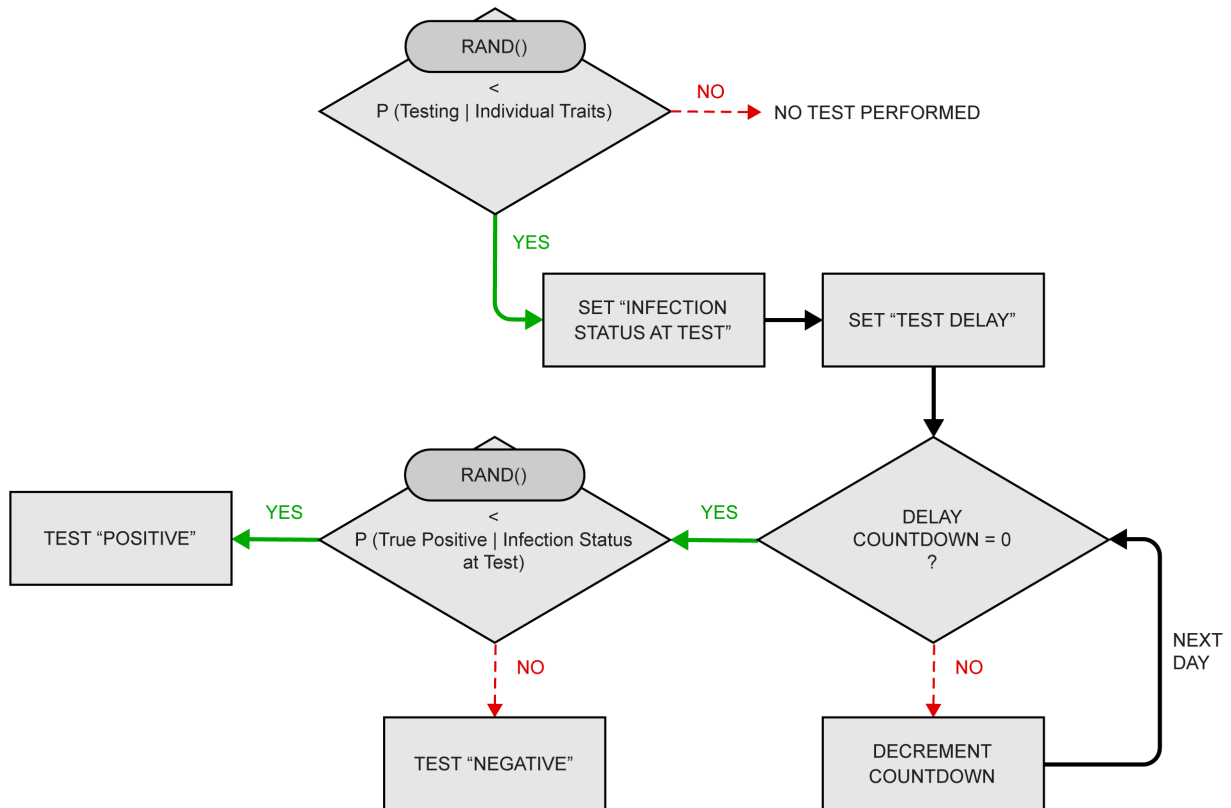 RAND()
<
P (Testing | Individual Traits)
NO
NO TEST PERFORMED
YES
SET “INFECTION
STATUS AT TEST”
SET “TEST DELAY”
RAND()
<
P (True Positive | Infection Status
at Test)
YES
TEST “POSITIVE”
YES
DELAY
COUNTDOWN = 0
?
NEXT
DAY
NO
NO
TEST “NEGATIVE”
DECREMENT
COUNTDOWN